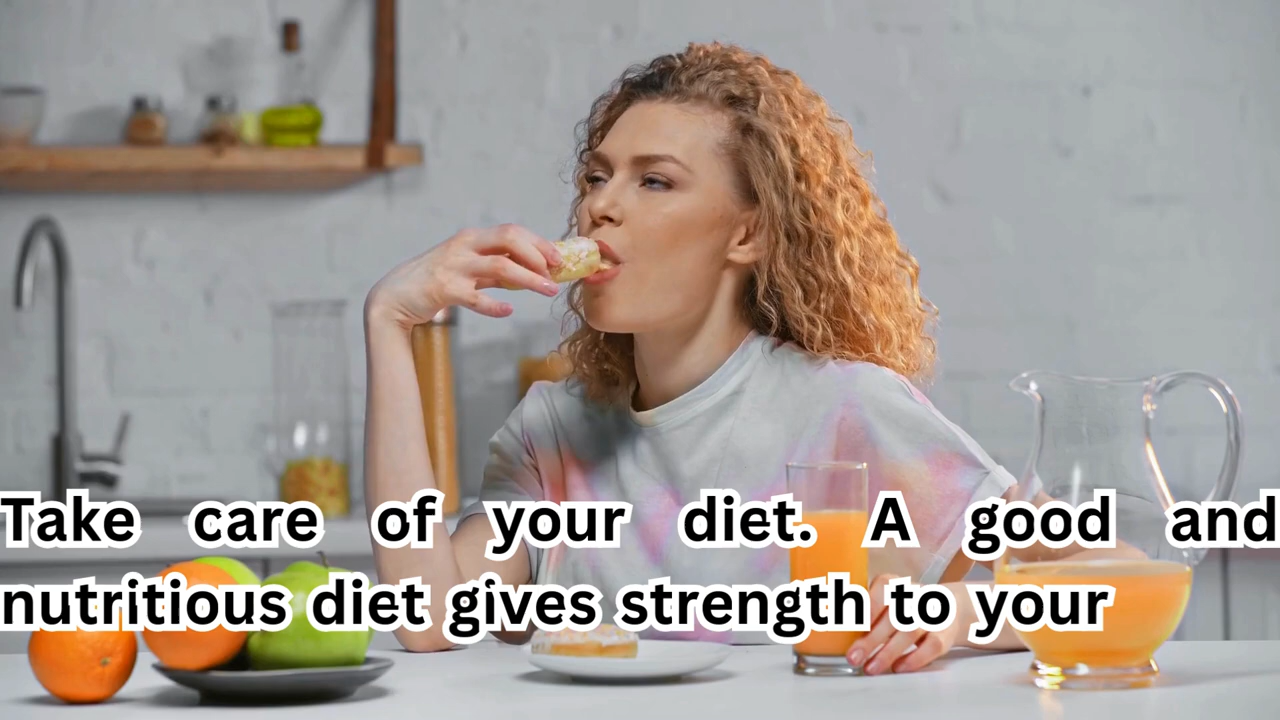 Take care of your diet. A good and
nutritious diet gives strength to your